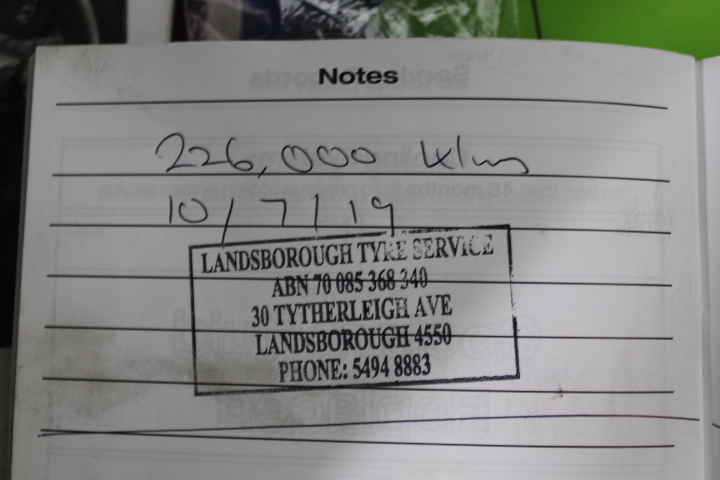 Notes
226,000 klms
10/7/19
LANDSBOROUGH TYRE SERVICE
ABN 70 085 368 340
30 TYTHERLEIGH AVE
LANDSBOROUGH 4550
PHONE: 5494 8883